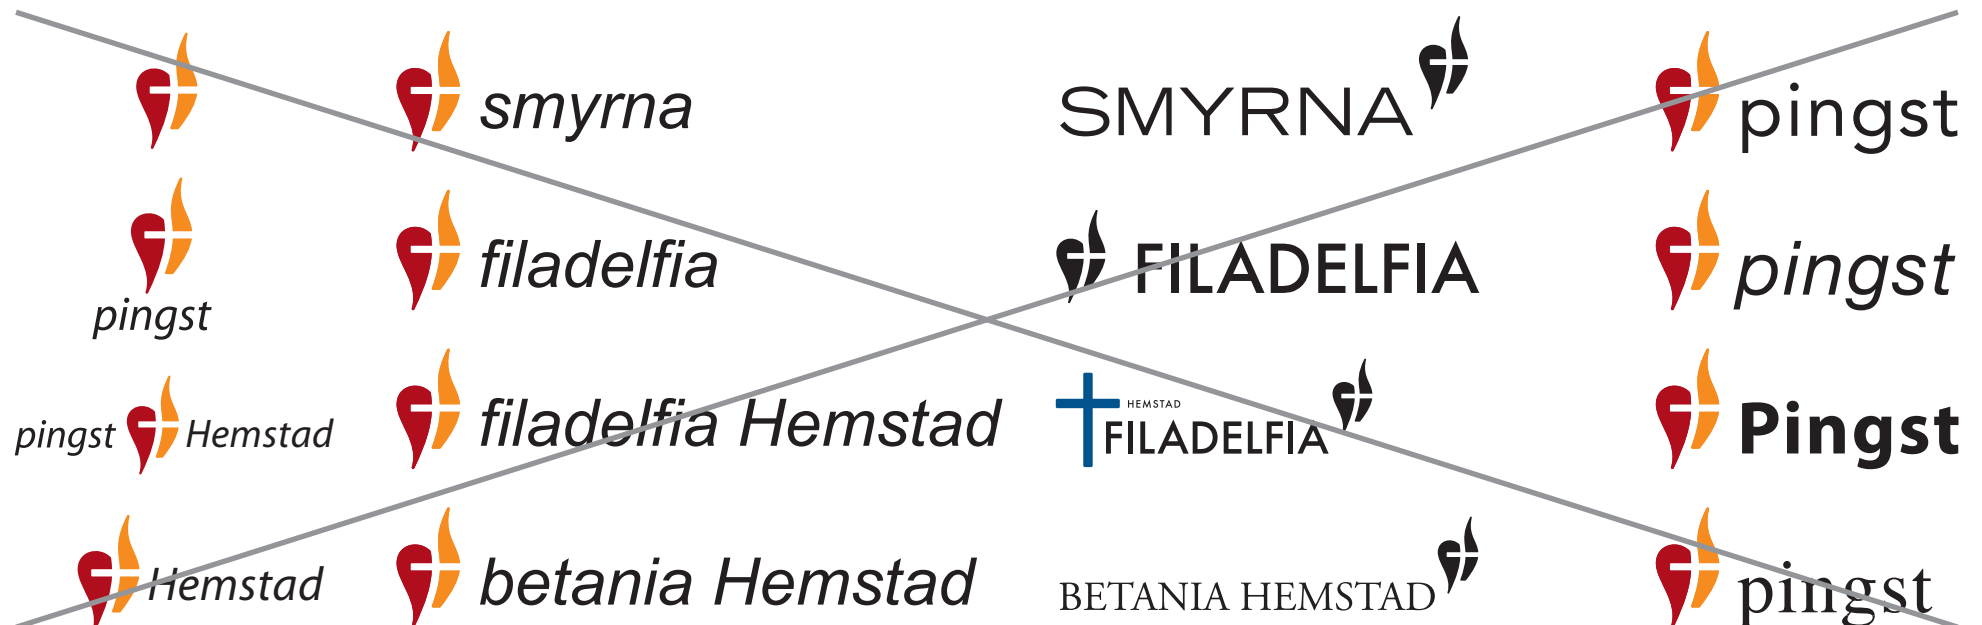 smyrna
SMYRNA
pingst
pingst
filadelfia
FILADELFIA
pingst
pingst Hemstad
filadelfia Hemstad
HEMSTAD
FILADELFIA
Pingst
Hemstad
betania Hemstad
BETANIA HEMSTAD
pingst